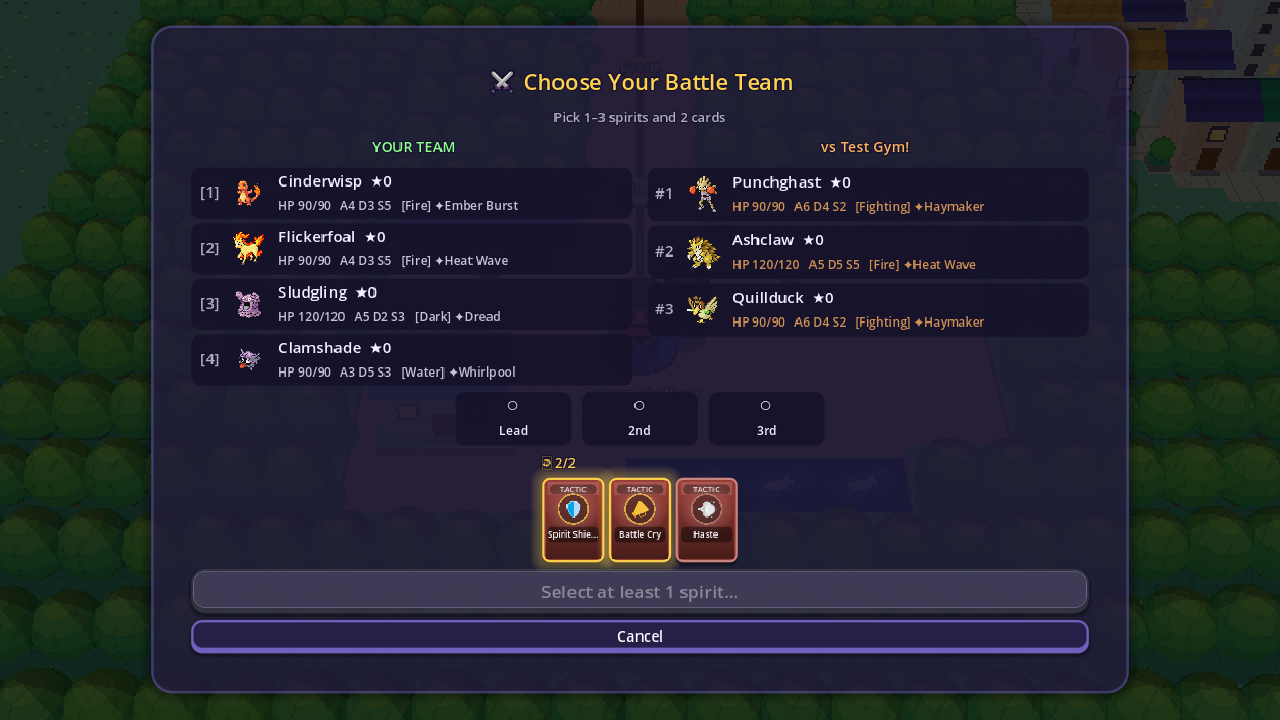 Choose Your Battle Team
Pick 1–3 spirits and 2 cards
YOUR TEAM
[1]
Cinderwisp ★0
HP 90/90 A4 D3 S5 [Fire] ✦Ember Burst
[2]
Flickerfoal ★0
HP 90/90 A4 D3 S5 [Fire] ✦Heat Wave
[3]
Sludgling ★0
HP 120/120 A5 D2 S3 [Dark] ✦Dread
[4]
Clamshade ★0
HP 90/90 A3 D5 S3 [Water] ✦Whirlpool
vs Test Gym!
#1
Punchghast ★0
HP 90/90 A6 D4 S2 [Fighting] ✦Haymaker
#2
Ashclaw ★0
HP 120/120 A5 D5 S5 [Fire] ✦Heat Wave
#3
Quillduck ★0
HP 90/90 A6 D4 S2 [Fighting] ✦Haymaker
Lead
2nd
3rd
2/2
TACTIC
Spirit Shie...
TACTIC
Battle Cry
TACTIC
Haste
Select at least 1 spirit...
Cancel